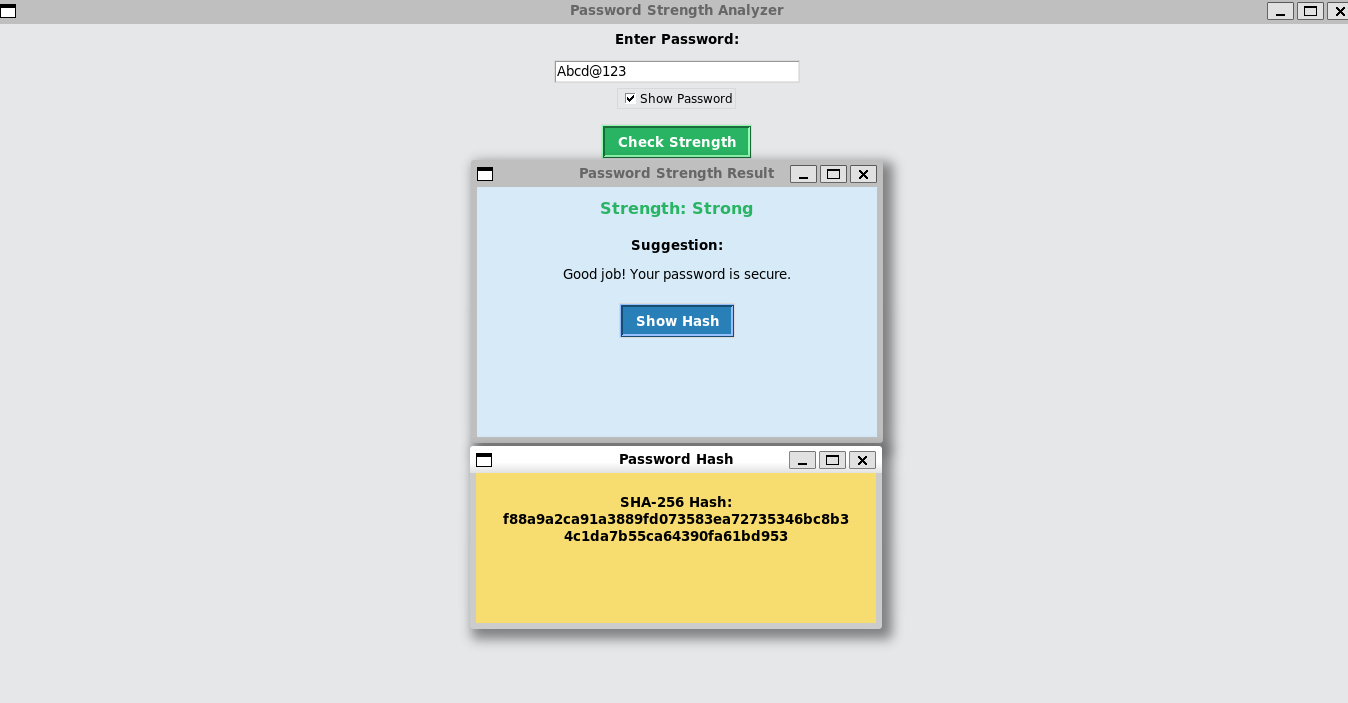 Password Strength Analyzer
Enter Password:
Abcd@123
Show Password
Check Strength
Password Strength Result
Strength: Strong
Suggestion:
Good job! Your password is secure.
Show Hash
Password Hash
SHA-256 Hash:
f88a9a2ca91a3889fd073583ea72735346bc8b3
4c1da7b55ca64390fa61bd953